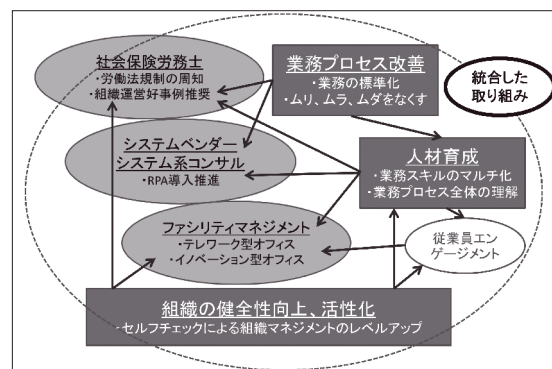 社会保険労務士
・労働法規制の周知
・組織運営好事例推奨
業務プロセス改善
・業務の標準化
・ムリ、ムラ、ムダをなくす
統合した
取り組み
システムベンダー
システム系コンサル
・RPA導入推進
人材育成
・業務スキルのマルチ化
・業務プロセス全体の理解
ファシリティマネジメント
・テレワーク型オフィス
・イノベーション型オフィス
従業員エン
ゲージメント
組織の健全性向上、活性化
・セルフチェックによる組織マネジメントのレベルアップ